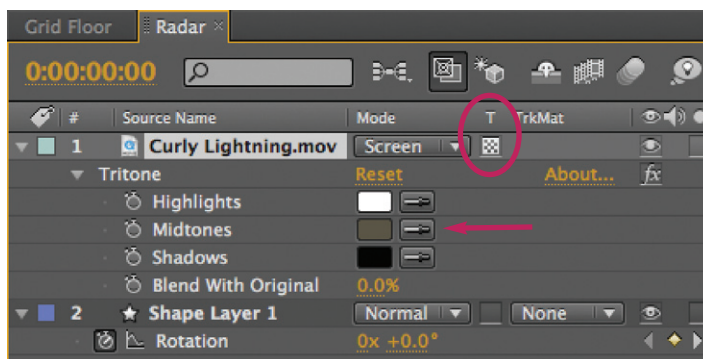 Grid Floor Radar ×
0:00:00:00
# Source Name Mode T TrkMat
1 Curly Lightning.mov Screen
Tritone Reset About... fx
Highlights
Midtones
Shadows
Blend With Original 0.0%
2 Shape Layer 1 Normal None
Rotation 0x +0.0°